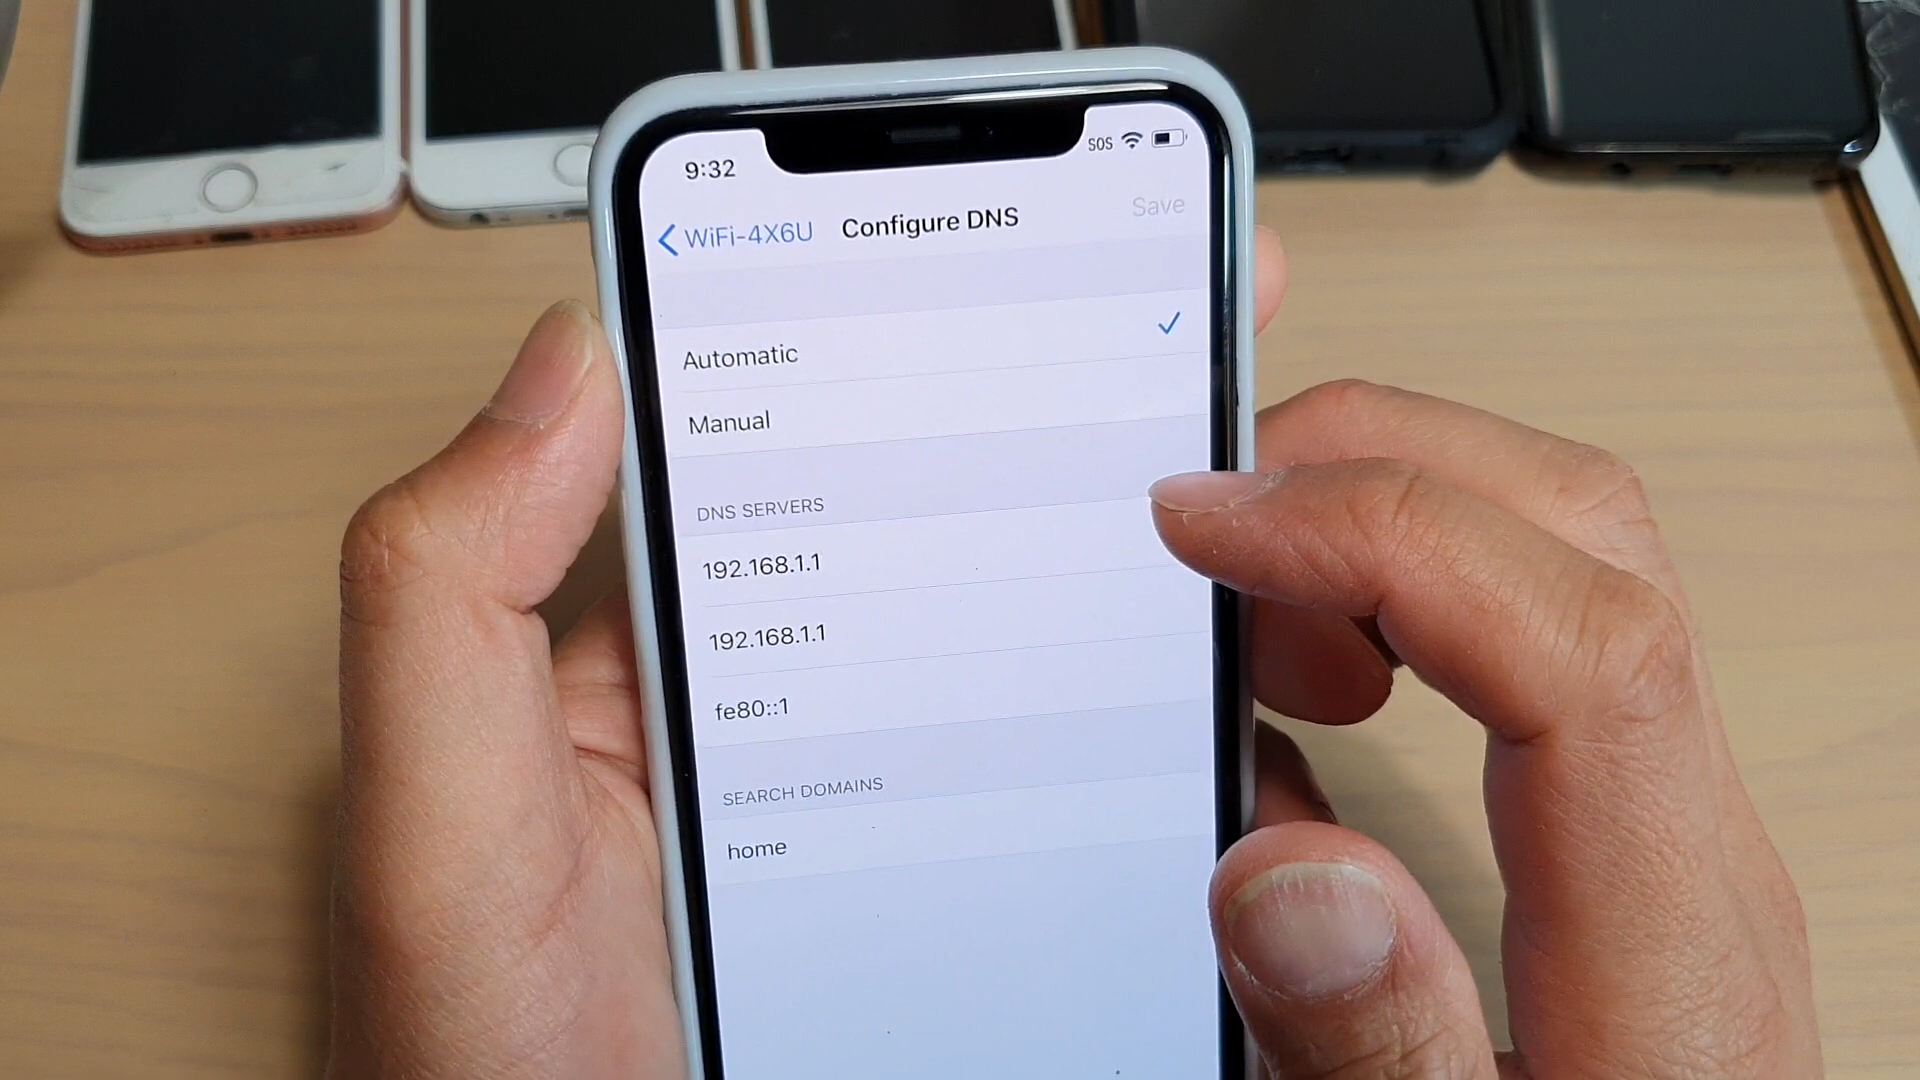 9:32
SOS
WiFi-4X6U Configure DNS Save
Automatic
Manual
DNS SERVERS
192.168.1.1
192.168.1.1
fe80::1
SEARCH DOMAINS
home